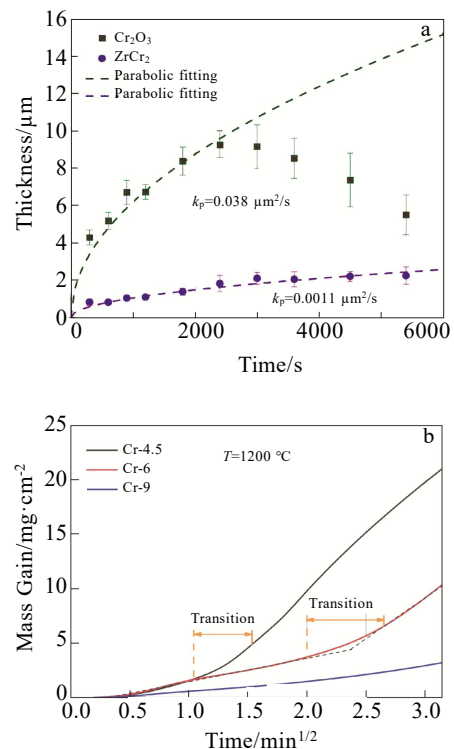 a
16
14
12
10
8
6
4
2
0
Thickness/μm
Cr₂O₃
ZrCr₂
Parabolic fitting
Parabolic fitting
kₚ=0.038 μm²/s
kₚ=0.0011 μm²/s
0 2000 4000 6000
Time/s
b
25
20
15
10
5
0
Mass Gain/mg·cm⁻²
Cr-4.5
Cr-6
Cr-9
T=1200 °C
Transition
Transition
0.0 0.5 1.0 1.5 2.0 2.5 3.0
Time/min¹ᐟ²